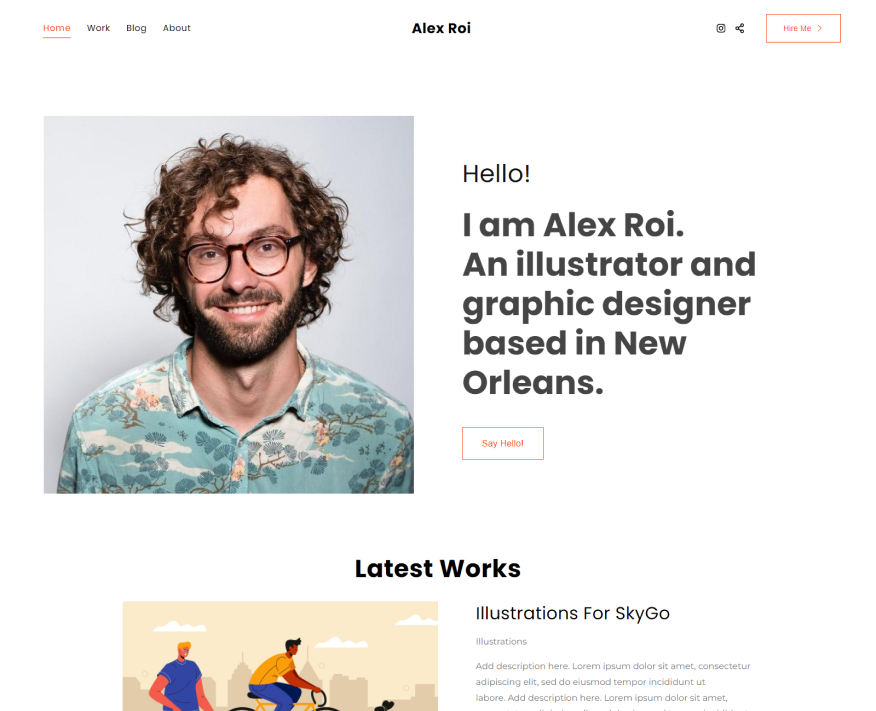 Home Work Blog About
Alex Roi
Hire Me
Hello!
I am Alex Roi.
An illustrator and
graphic designer
based in New
Orleans.
Say Hello!
Latest Works
Illustrations For SkyGo
Illustrations
Add description here. Lorem ipsum dolor sit amet, consectetur
adipiscing elit, sed do eiusmod tempor incididunt ut
labore. Add description here. Lorem ipsum dolor sit amet,